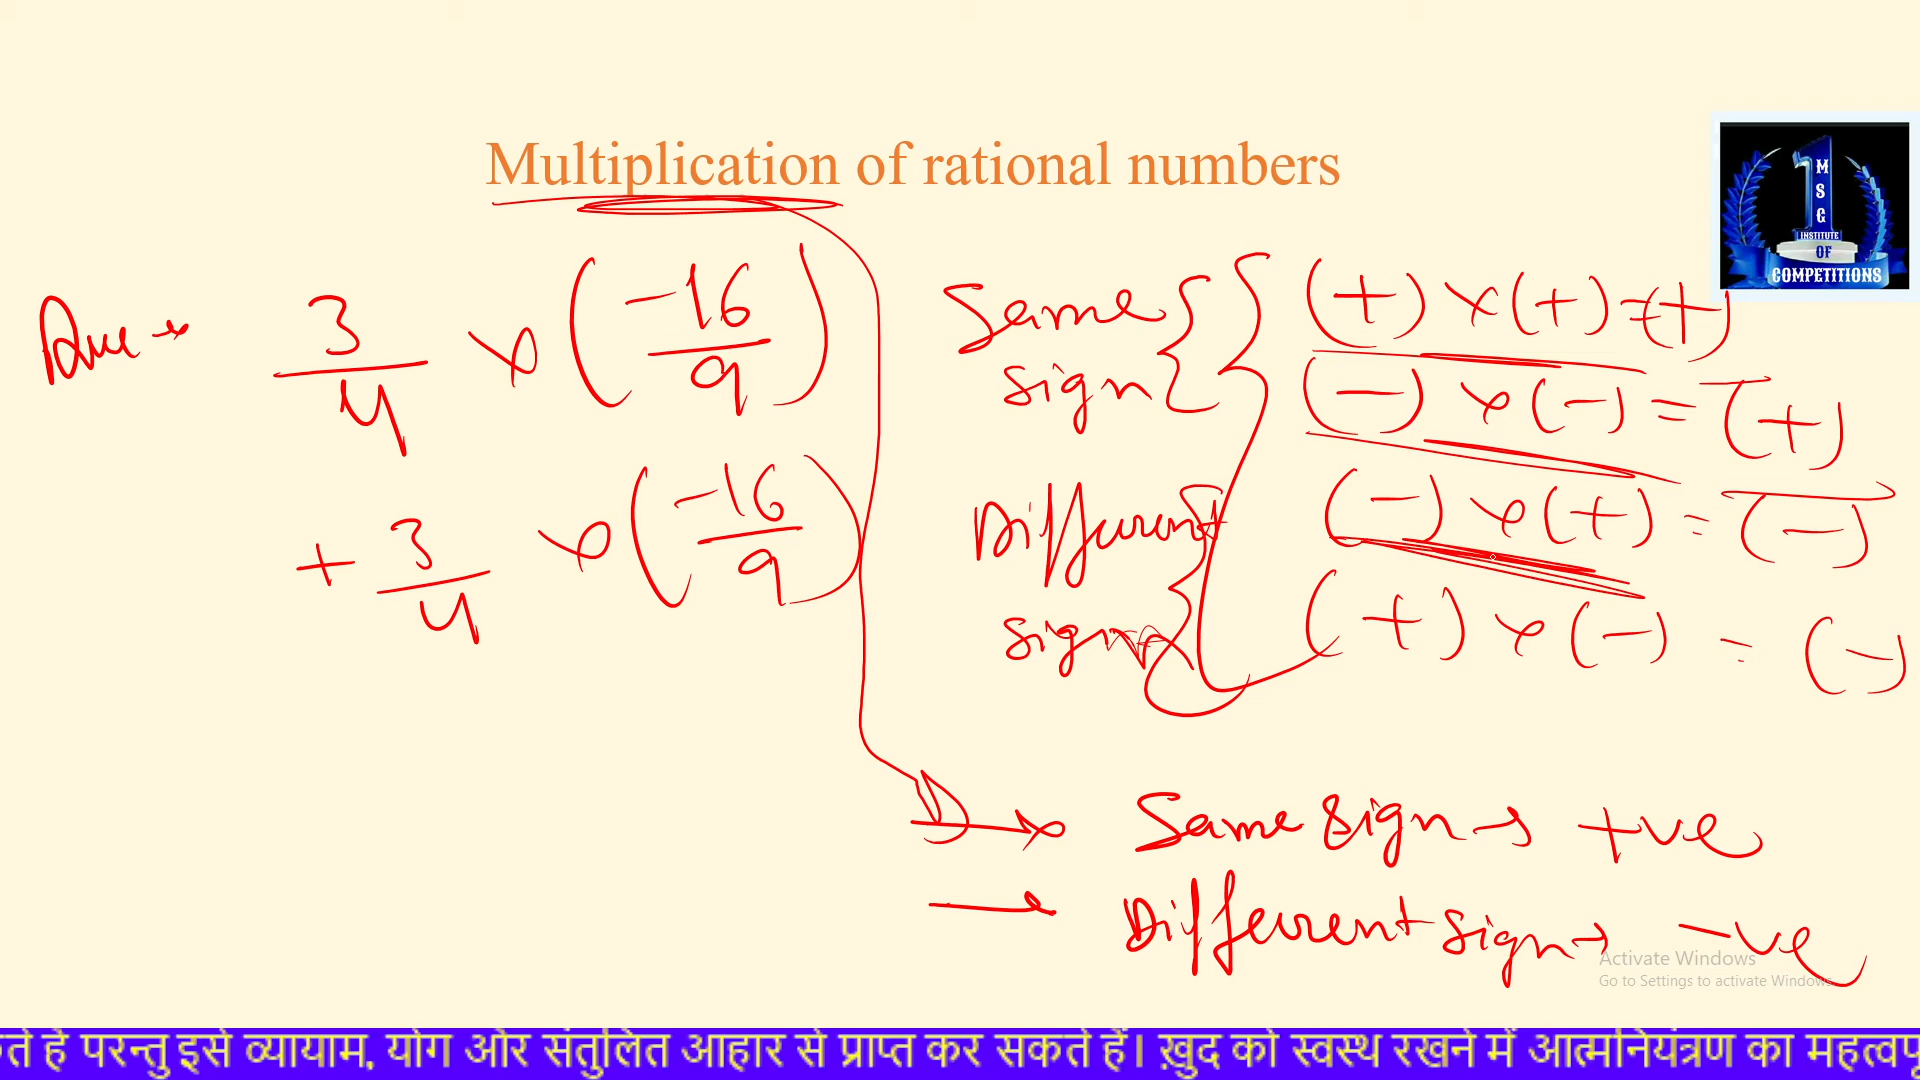 Multiplication of rational numbers
M
S
G
INSTITUTE
OF
COMPETITIONS
Que → 3/4 × (-16/9)
+ 3/4 × (-16/9)
Same sign
(+) × (+) = (+)
(-) × (-) = (+)
Different sign
(-) × (+) = (-)
(+) × (-) = (-)
Same sign → +ve
Different sign → -ve
Activate Windows
Go to Settings to activate Windows.
ते हैं परन्तु इसे व्यायाम, योग और संतुलित आहार से प्राप्त कर सकते हैं। ख़ुद को स्वस्थ रखने में आत्मनियंत्रण का महत्वपू